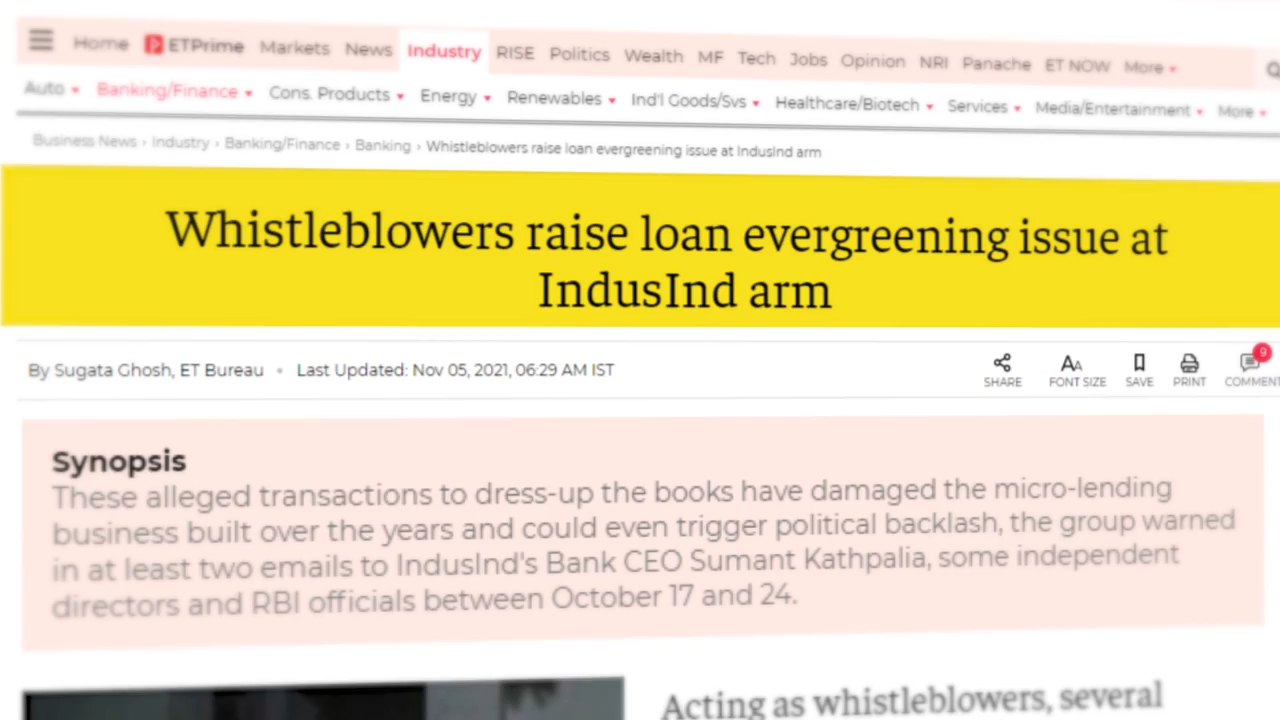 Home ETPrime Markets News Industry RISE Politics Wealth MF Tech Jobs Opinion NRI Panache ET NOW More
Auto Banking/Finance Cons. Products Energy Renewables Ind'l Goods/Svs Healthcare/Biotech Services Media/Entertainment More
Business News › Industry › Banking/Finance › Banking › Whistleblowers raise loan evergreening issue at IndusInd arm
Whistleblowers raise loan evergreening issue at
IndusInd arm
By Sugata Ghosh, ET Bureau • Last Updated: Nov 05, 2021, 06:29 AM IST
SHARE AA FONT SIZE SAVE PRINT 9 COMMENT
Synopsis
These alleged transactions to dress-up the books have damaged the micro-lending
business built over the years and could even trigger political backlash, the group warned
in at least two emails to IndusInd's Bank CEO Sumant Kathpalia, some independent
directors and RBI officials between October 17 and 24.
Acting as whistleblowers, several